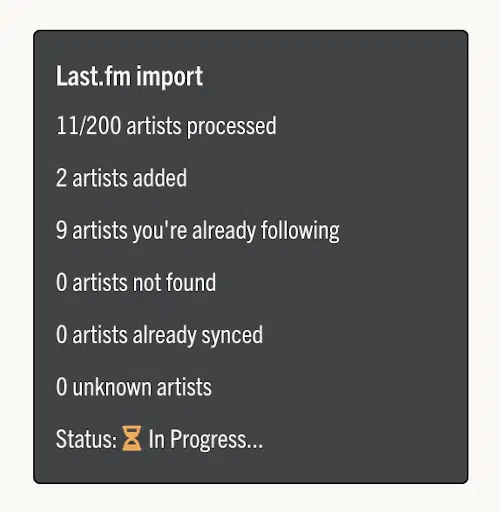 Last.fm import
11/200 artists processed
2 artists added
9 artists you're already following
0 artists not found
0 artists already synced
0 unknown artists
Status: ⏳ In Progress...